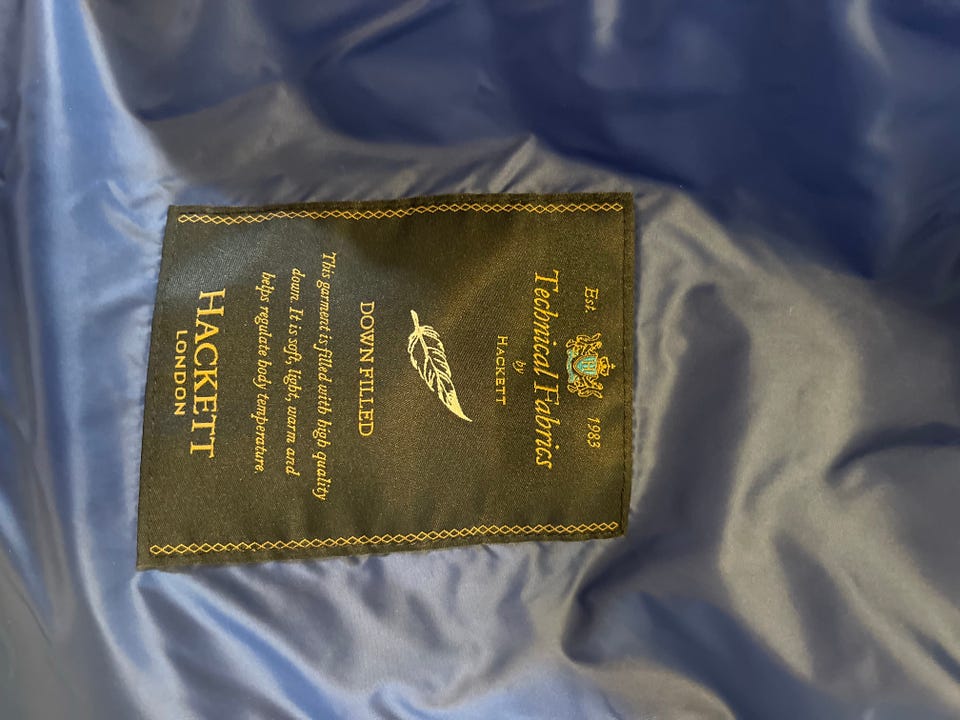 Est. 1983
Technical Fabrics
by
HACKETT
DOWN FILLED
This garment is filled with high quality
down. It is soft, light, warm and
helps regulate body temperature.
HACKETT
LONDON